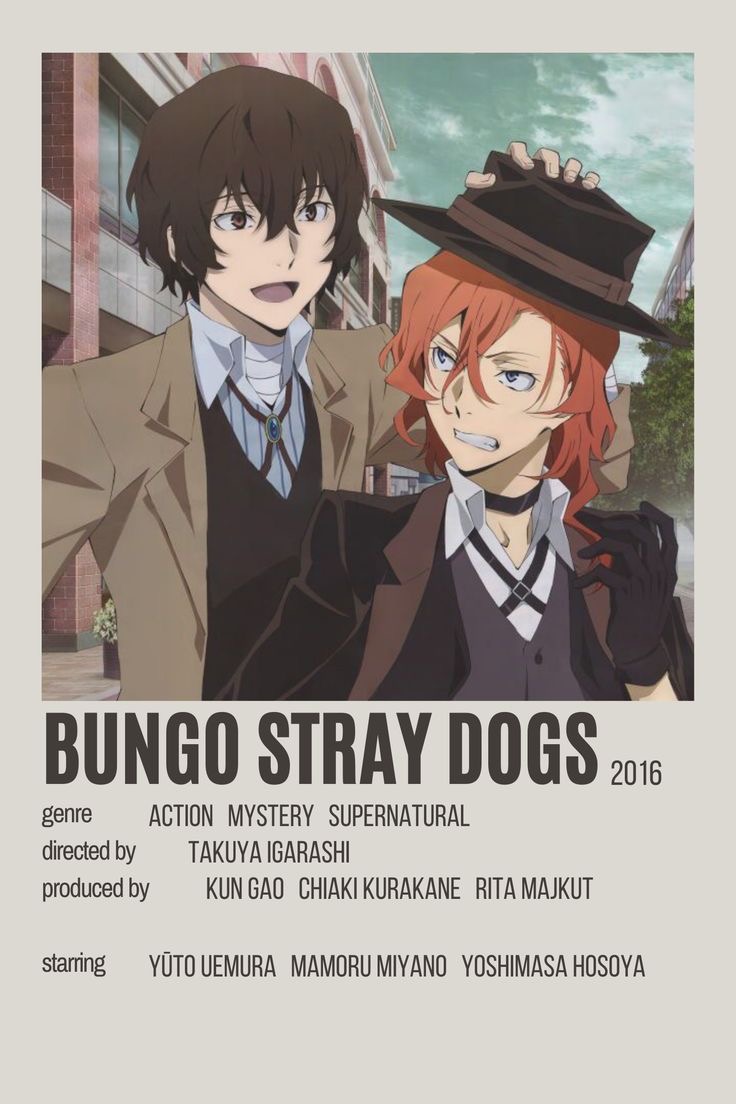 BUNGO STRAY DOGS 2016
genre ACTION MYSTERY SUPERNATURAL
directed by TAKUYA IGARASHI
produced by KUN GAO CHIAKI KURAKANE RITA MAJKUT
starring YŪTO UEMURA MAMORU MIYANO YOSHIMASA HOSOYA